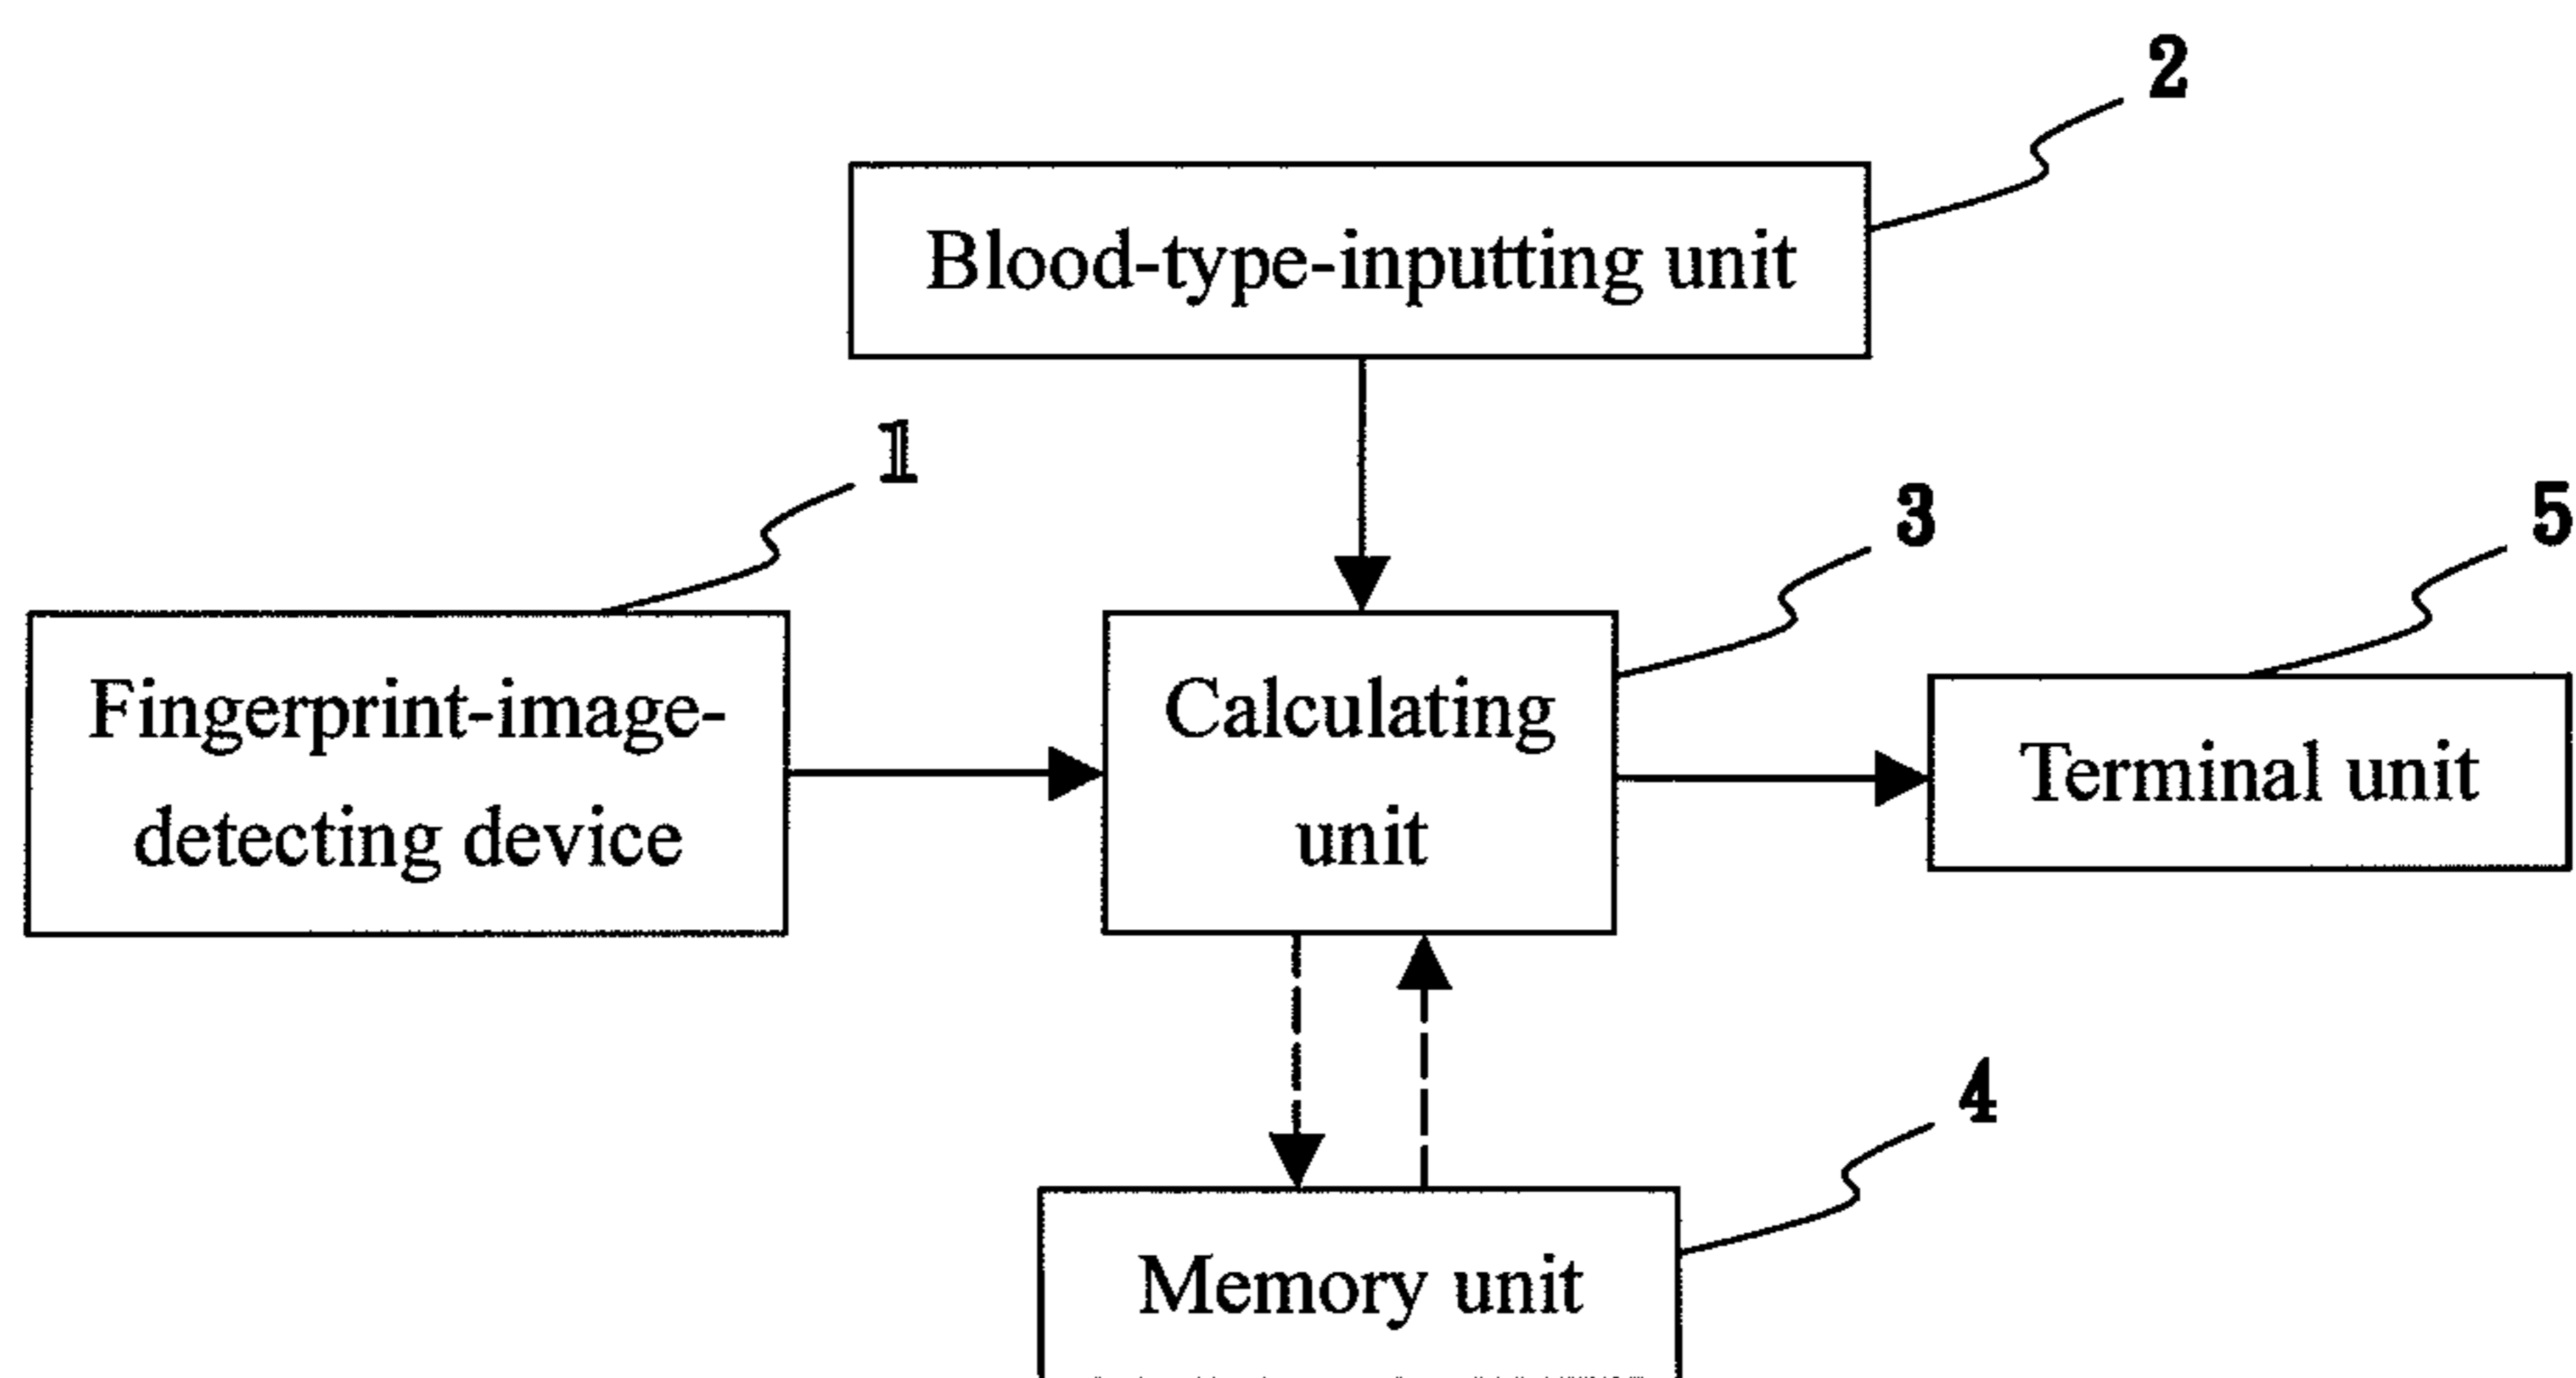 2
Blood-type-inputting unit
1
3
5
Fingerprint-image-
detecting device
Calculating
unit
Terminal unit
4
Memory unit